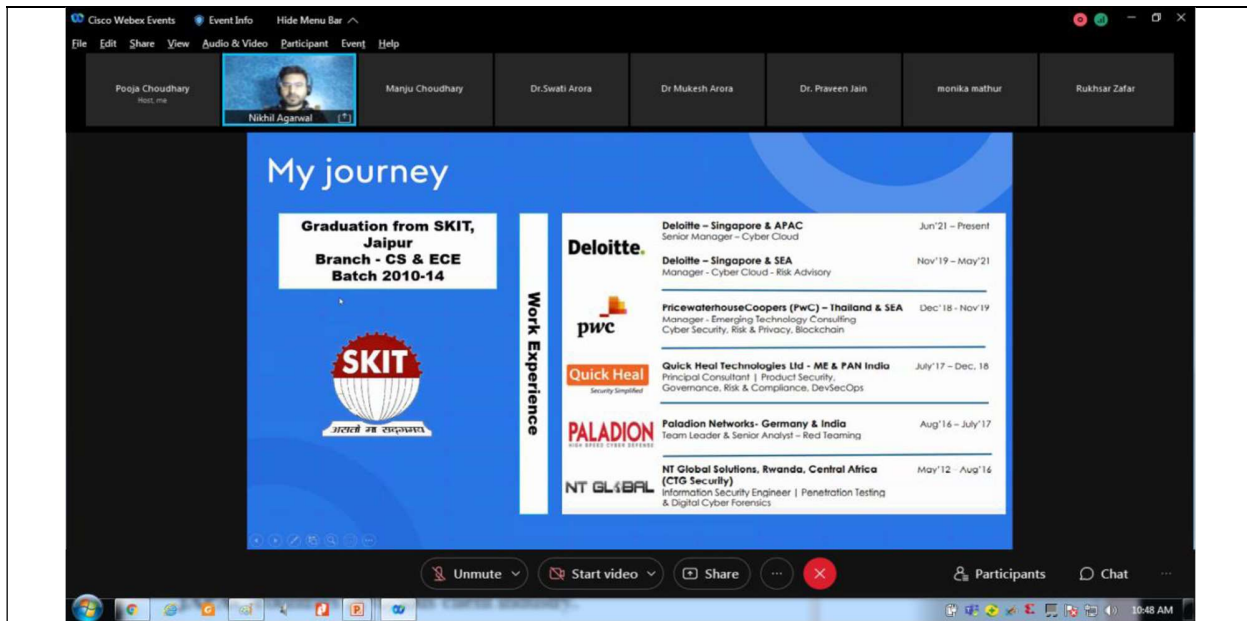 Cisco Webex Events Event Info Hide Menu Bar
File Edit Share View Audio & Video Participant Event Help
Pooja Choudhary
Host, me
Nikhil Agarwal
Manju Choudhary
Dr.Swati Arora
Dr Mukesh Arora
Dr. Praveen Jain
monika mathur
Rukhsar Zafar
My journey
Graduation from SKIT,
Jaipur
Branch - CS & ECE
Batch 2010-14
SKIT
असतो मा सद्गमय
Work Experience
Deloitte.
Deloitte – Singapore & APAC Jun'21 – Present
Senior Manager – Cyber Cloud
Deloitte – Singapore & SEA Nov'19 – May'21
Manager - Cyber Cloud - Risk Advisory
pwc
PricewaterhouseCoopers (PwC) – Thailand & SEA Dec'18 - Nov'19
Manager - Emerging Technology Consulting
Cyber Security, Risk & Privacy, Blockchain
Quick Heal
Security Simplified
Quick Heal Technologies Ltd - ME & PAN India July'17 – Dec, 18
Principal Consultant | Product Security,
Governance, Risk & Compliance, DevSecOps
PALADION
HIGH SPEED CYBER DEFENSE
Paladion Networks- Germany & India Aug'16 – July'17
Team Leader & Senior Analyst – Red Teaming
NT GLOBAL
NT Global Solutions, Rwanda, Central Africa May'12 – Aug'16
(CTG Security)
Information Security Engineer | Penetration Testing
& Digital Cyber Forensics
Unmute Start video Share Participants Chat
10:48 AM